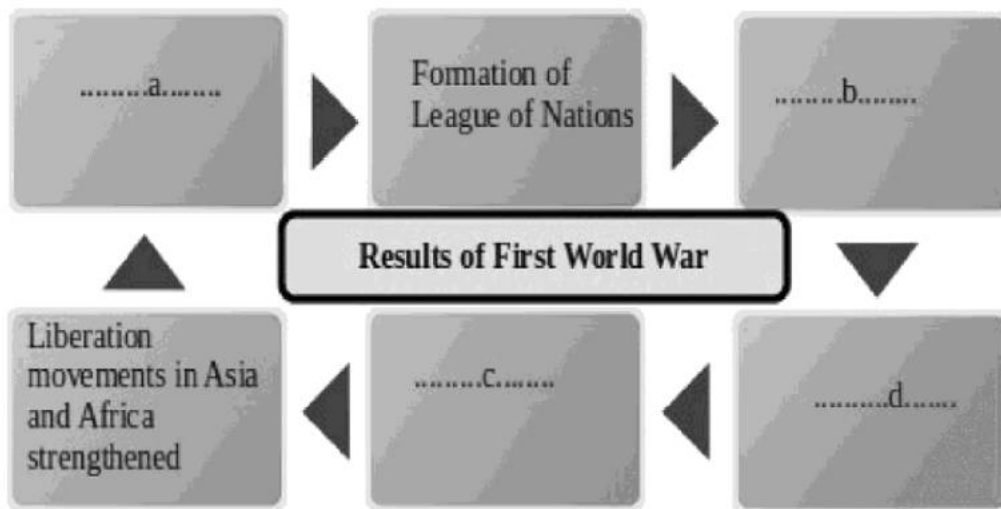 .........a........
Formation of
League of Nations
........b........
Results of First World War
Liberation
movements in Asia
and Africa
strengthened
.........c........
..........d.......